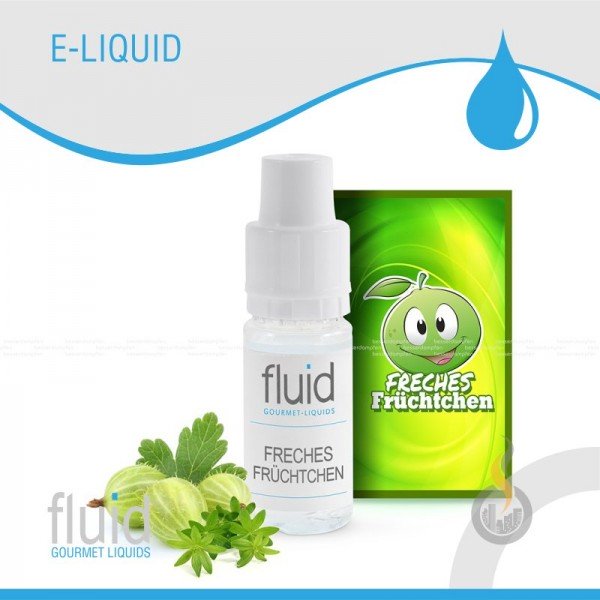 E-LIQUID
fluid
GOURMET-LIQUIDS
FRECHES
FRÜCHTCHEN
FRECHES
Früchtchen
fluid
GOURMET LIQUIDS